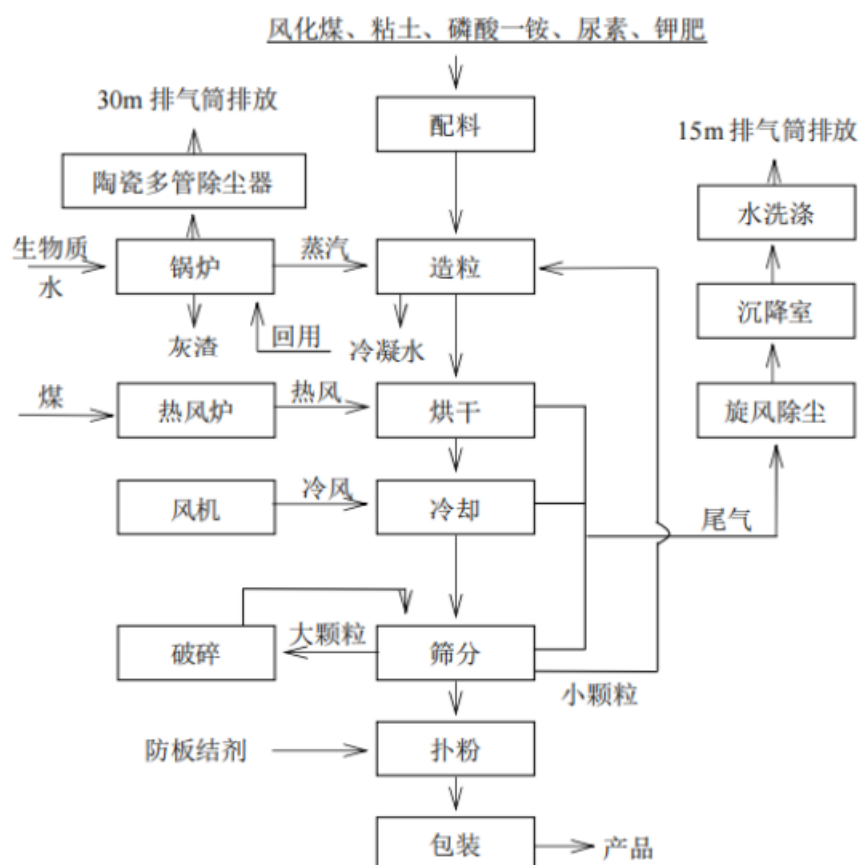 风化煤、粘土、磷酸一铵、尿素、钾肥
30m 排气筒排放
配料
15m 排气筒排放
陶瓷多管除尘器
水洗涤
生物质
水
锅炉
蒸汽
造粒
沉降室
灰渣
回用
冷凝水
煤
热风炉
热风
烘干
旋风除尘
风机
冷风
冷却
尾气
破碎
大颗粒
筛分
小颗粒
防板结剂
扑粉
包装
产品